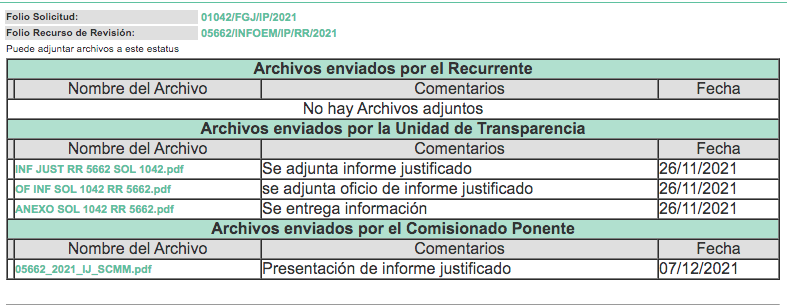 Folio Solicitud: 01042/FGJ/IP/2021
Folio Recurso de Revisión: 05662/INFOEM/IP/RR/2021
Puede adjuntar archivos a este estatus
Archivos enviados por el Recurrente
Nombre del Archivo Comentarios Fecha
No hay Archivos adjuntos
Archivos enviados por la Unidad de Transparencia
Nombre del Archivo Comentarios Fecha
INF JUST RR 5662 SOL 1042.pdf Se adjunta informe justificado 26/11/2021
OF INF SOL 1042 RR 5662.pdf se adjunta oficio de informe justificado 26/11/2021
ANEXO SOL 1042 RR 5662.pdf Se entrega información 26/11/2021
Archivos enviados por el Comisionado Ponente
Nombre del Archivo Comentarios Fecha
05662_2021_IJ_SCMM.pdf Presentación de informe justificado 07/12/2021